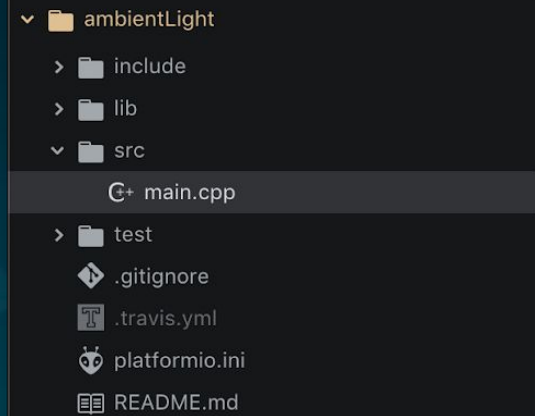 ambientLight
include
lib
src
C++ main.cpp
test
.gitignore
T .travis.yml
platformio.ini
README.md